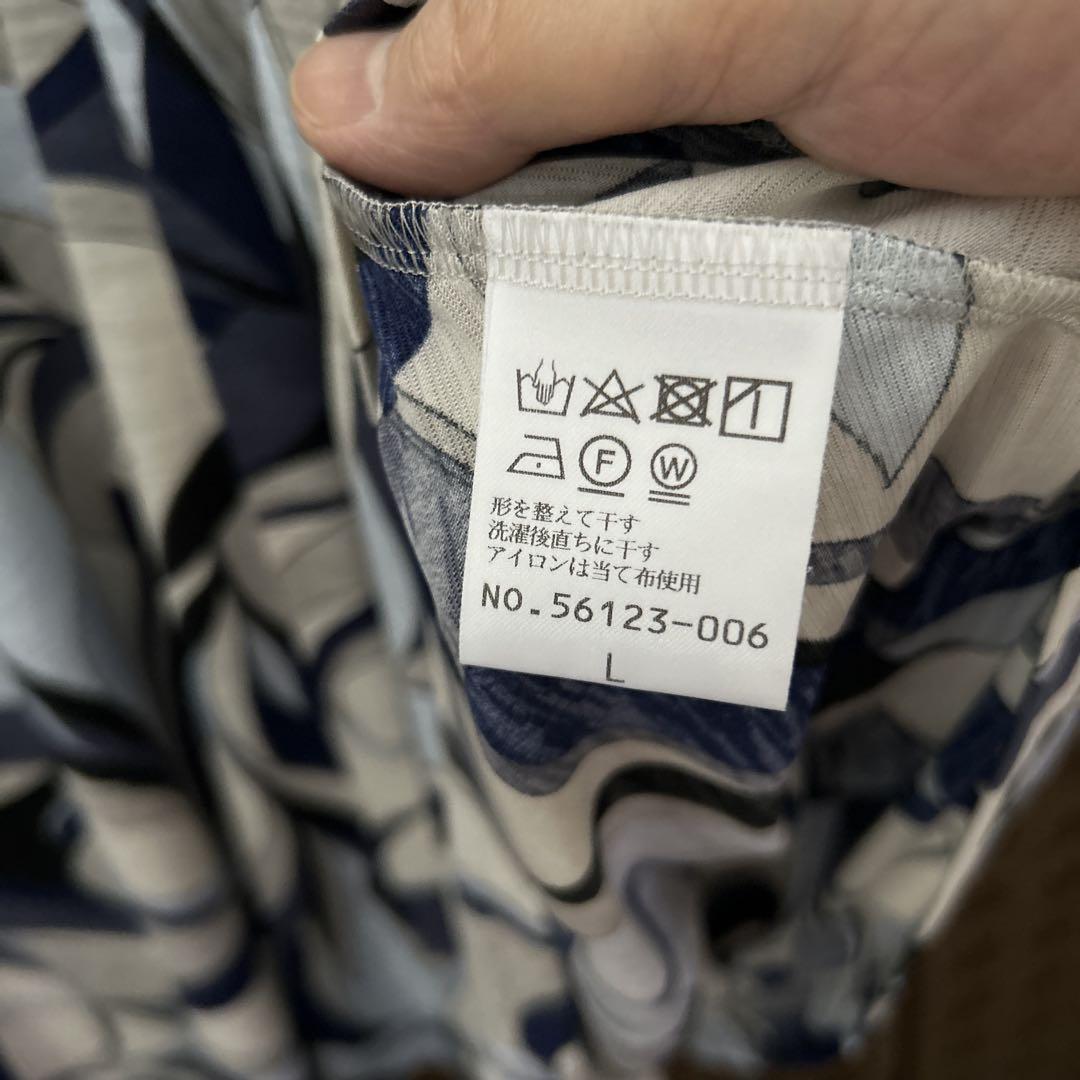 F W
形を整えて干す
洗濯後直ちに干す
アイロンは当て布使用
NO.56123-006
L